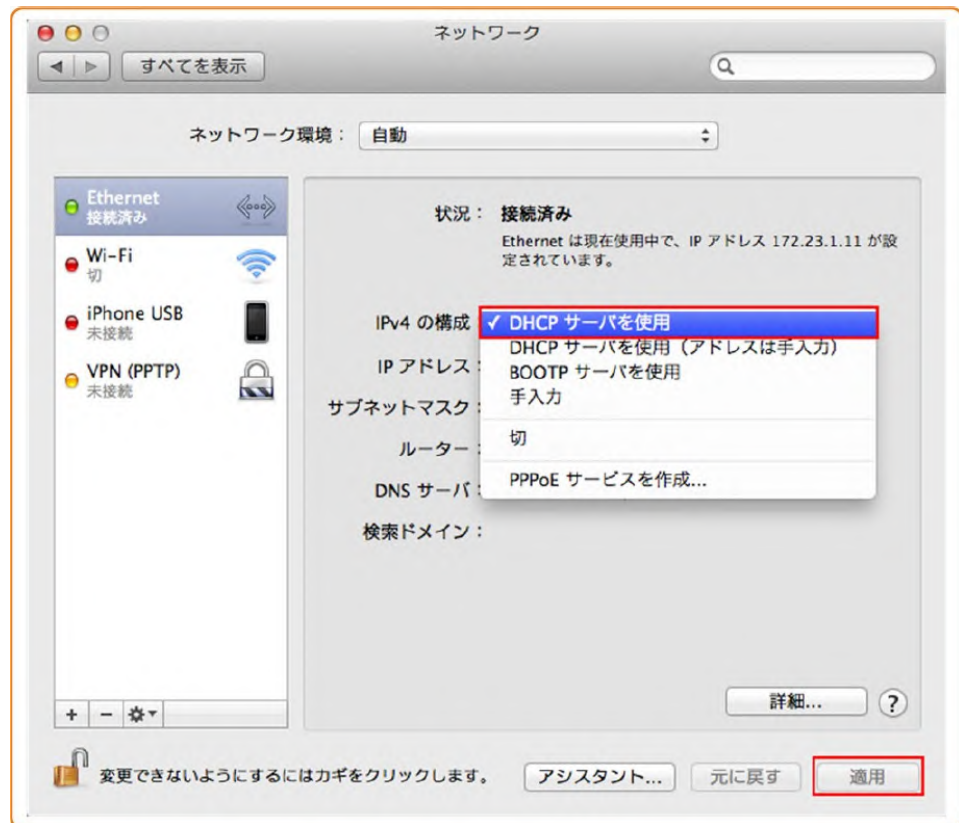 ネットワーク
すべてを表示
ネットワーク環境： 自動
Ethernet
接続済み
Wi-Fi
切
iPhone USB
未接続
VPN (PPTP)
未接続
状況： 接続済み
Ethernet は現在使用中で、IP アドレス 172.23.1.11 が設
定されています。
IPv4 の構成 ✓ DHCP サーバを使用
DHCP サーバを使用（アドレスは手入力）
BOOTP サーバを使用
手入力
切
PPPoE サービスを作成...
IP アドレス：
サブネットマスク：
ルーター：
DNS サーバ：
検索ドメイン：
詳細... ?
+ −
変更できないようにするにはカギをクリックします。 アシスタント... 元に戻す 適用